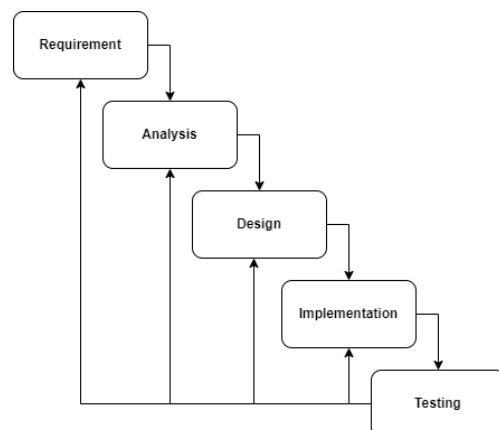 Requirement
Analysis
Design
Implementation
Testing